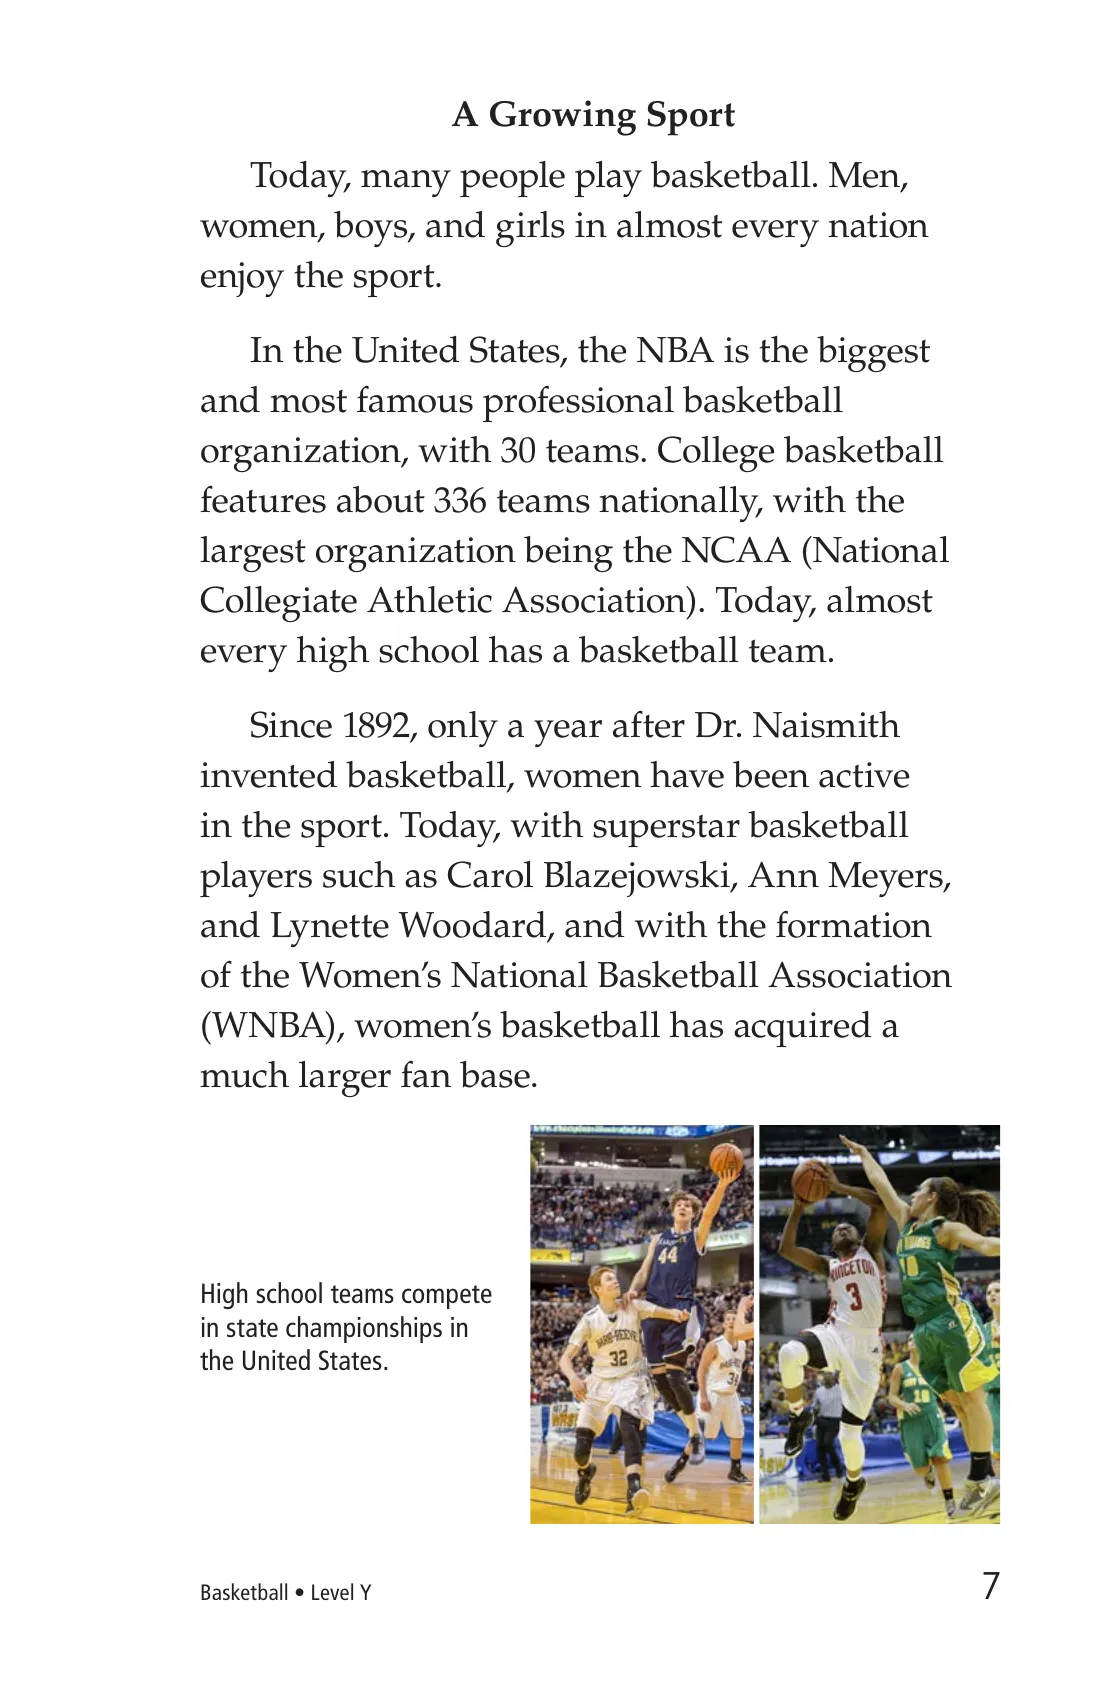 A Growing Sport
Today, many people play basketball. Men,
women, boys, and girls in almost every nation
enjoy the sport.
In the United States, the NBA is the biggest
and most famous professional basketball
organization, with 30 teams. College basketball
features about 336 teams nationally, with the
largest organization being the NCAA (National
Collegiate Athletic Association). Today, almost
every high school has a basketball team.
Since 1892, only a year after Dr. Naismith
invented basketball, women have been active
in the sport. Today, with superstar basketball
players such as Carol Blazejowski, Ann Meyers,
and Lynette Woodard, and with the formation
of the Women’s National Basketball Association
(WNBA), women’s basketball has acquired a
much larger fan base.
High school teams compete
in state championships in
the United States.
44
32
34
PRINCETON
3
10
Basketball • Level Y
7